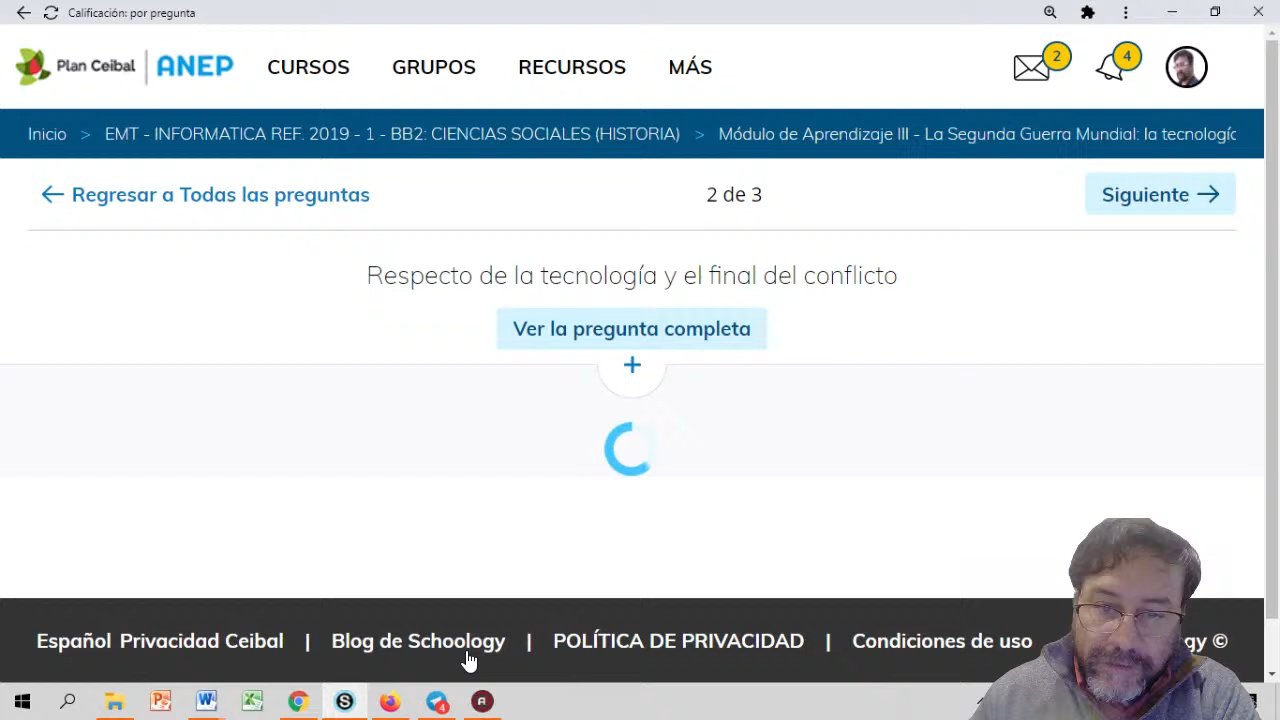 Calificación: por pregunta
Plan Ceibal ANEP CURSOS GRUPOS RECURSOS MÁS 2 4
Inicio > EMT - INFORMATICA REF. 2019 - 1 - BB2: CIENCIAS SOCIALES (HISTORIA) > Módulo de Aprendizaje III - La Segunda Guerra Mundial: la tecnologí
Regresar a Todas las preguntas 2 de 3 Siguiente
Respecto de la tecnología y el final del conflicto
Ver la pregunta completa
+
Español Privacidad Ceibal | Blog de Schoology | POLÍTICA DE PRIVACIDAD | Condiciones de uso gy ©
4